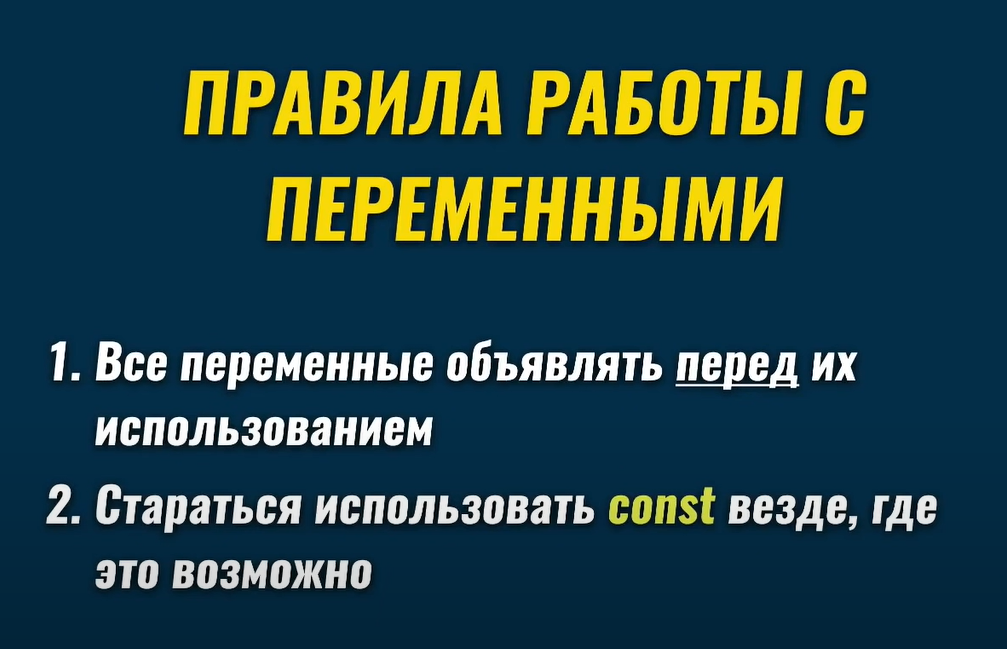 ПРАВИЛА РАБОТЫ С
ПЕРЕМЕННЫМИ
1. Все переменные объявлять перед их
использованием
2. Стараться использовать const везде, где
это возможно